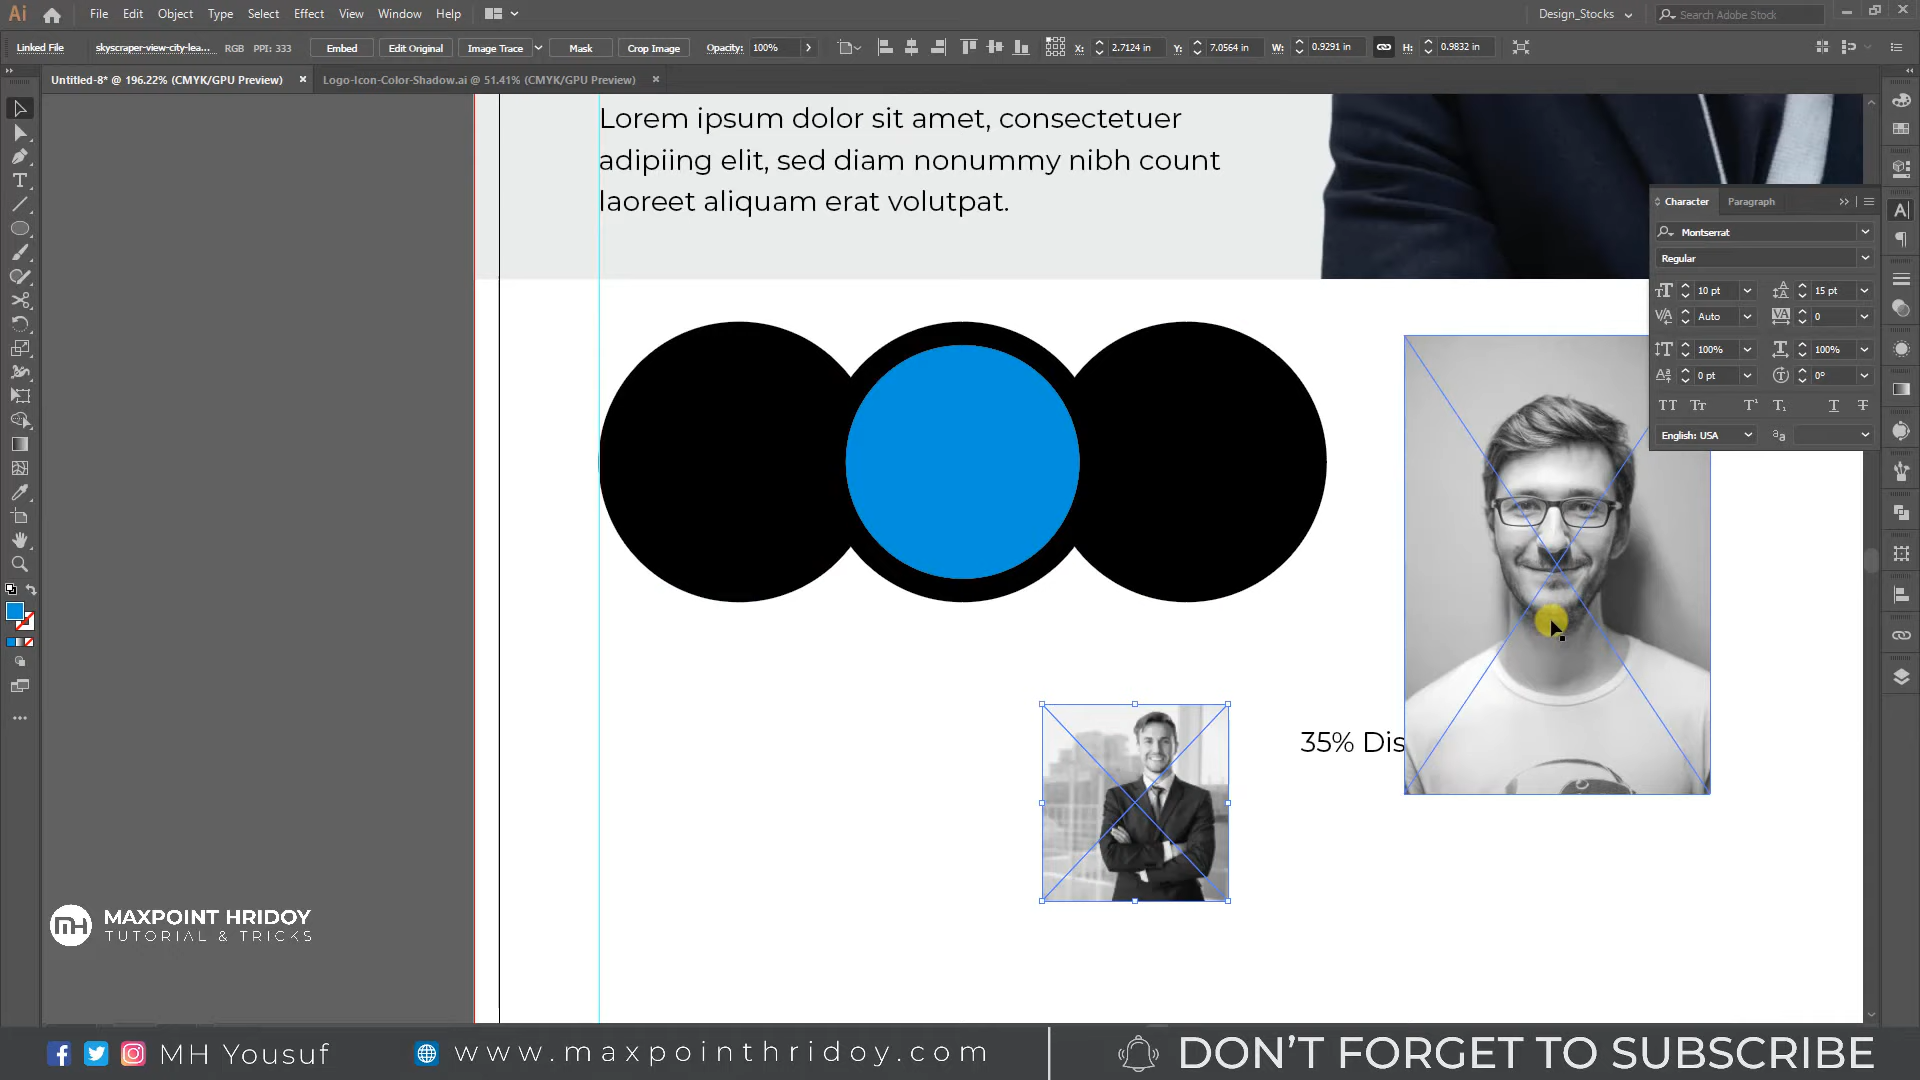 Ai File Edit Object Type Select Effect View Window Help Design_Stocks Search Adobe Stock
Linked File skyscraper-view-city-lea... RGB PPI: 333 Embed Edit Original Image Trace Mask Crop Image Opacity: 100% X: 2.7124 in Y: 7.0564 in W: 0.9291 in H: 0.9832 in
Untitled-8* @ 196.22% (CMYK/GPU Preview) × Logo-Icon-Color-Shadow.ai @ 51.41% (CMYK/GPU Preview) ×
Lorem ipsum dolor sit amet, consectetuer
adipiing elit, sed diam nonummy nibh count
laoreet aliquam erat volutpat.
Character Paragraph
Montserrat
Regular
10 pt 15 pt
Auto 0
100% 100%
0 pt 0°
English: USA
35% Dis
MH MAXPOINT HRIDOY
TUTORIAL & TRICKS
MH Yousuf www.maxpointhridoy.com DON'T FORGET TO SUBSCRIBE